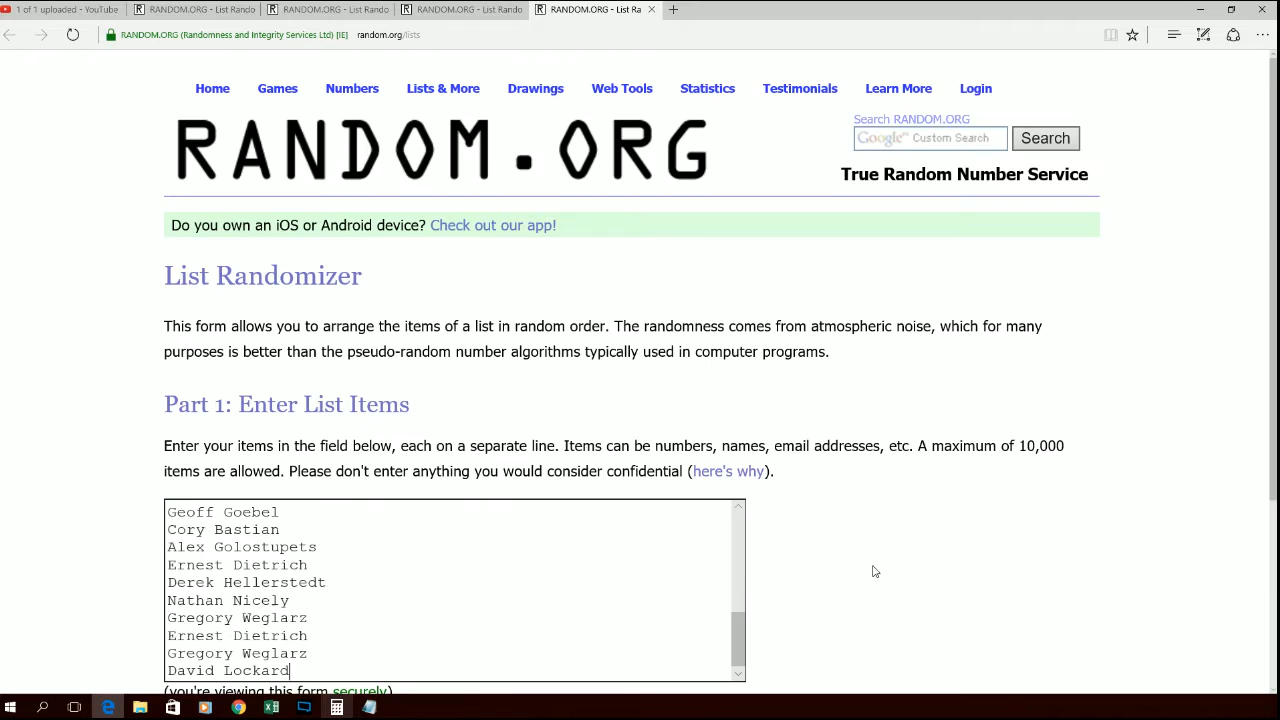 1 of 1 uploaded - YouTube
RANDOM.ORG - List Rando
RANDOM.ORG - List Rando
RANDOM.ORG - List Rando
RANDOM.ORG - List Ra
RANDOM.ORG (Randomness and Integrity Services Ltd) [IE] random.org/lists
Home Games Numbers Lists & More Drawings Web Tools Statistics Testimonials Learn More Login
RANDOM.ORG
Search RANDOM.ORG
Google™ Custom Search Search
True Random Number Service
Do you own an iOS or Android device? Check out our app!
List Randomizer
This form allows you to arrange the items of a list in random order. The randomness comes from atmospheric noise, which for many
purposes is better than the pseudo-random number algorithms typically used in computer programs.
Part 1: Enter List Items
Enter your items in the field below, each on a separate line. Items can be numbers, names, email addresses, etc. A maximum of 10,000
items are allowed. Please don't enter anything you would consider confidential (here's why).
Geoff Goebel
Cory Bastian
Alex Golostupets
Ernest Dietrich
Derek Hellerstedt
Nathan Nicely
Gregory Weglarz
Ernest Dietrich
Gregory Weglarz
David Lockard
(you're viewing this form securely)